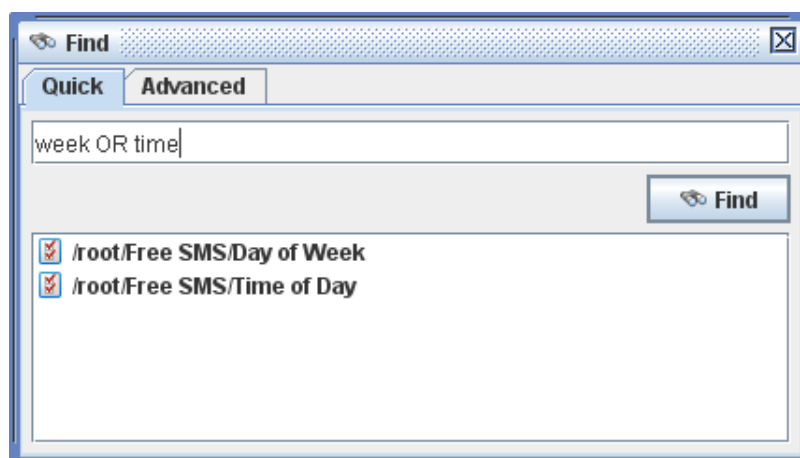 Find
Quick Advanced
week OR time
Find
/root/Free SMS/Day of Week
/root/Free SMS/Time of Day